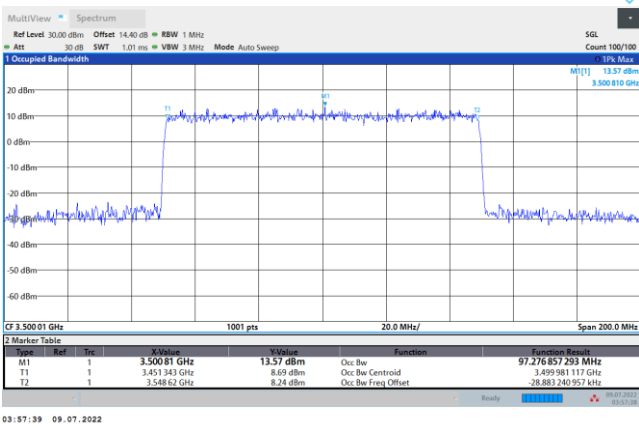 MultiView Spectrum
Ref Level 30.00 dBm Offset 14.40 dB RBW 1 MHz SGL
Att 30 dB SWT 1.01 ms VBW 3 MHz Mode Auto Sweep Count 100/100
1 Occupied Bandwidth 1Pk Max
M1[1] 13.57 dBm
3.500 810 GHz
20 dBm
M1
T1
T2
10 dBm
0 dBm
-10 dBm
-20 dBm
-30 dBm
-40 dBm
-50 dBm
-60 dBm
CF 3.500 01 GHz 1001 pts 20.0 MHz/ Span 200.0 MHz
2 Marker Table
Type Ref Trc X-Value Y-Value Function Function Result
M1 1 3.500 81 GHz 13.57 dBm Occ Bw 97.276 857 293 MHz
T1 1 3.451 343 GHz 8.69 dBm Occ Bw Centroid 3.499 981 117 GHz
T2 1 3.548 62 GHz 8.24 dBm Occ Bw Freq Offset -28.883 240 957 kHz
Ready 09.07.2022
03:57:38
03:57:39 09.07.2022